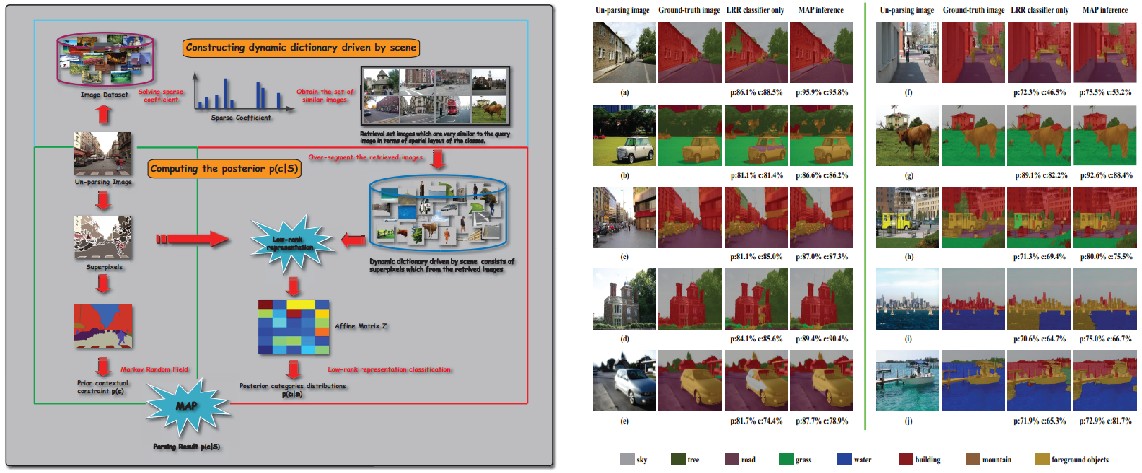 Constructing dynamic dictionary driven by scene
Image Dataset
Solving sparse
coefficient.
Sparse Coefficient.
Obtain the set of
similar images.
Retrieval set images which are very similar to the query
image in terms of spatial layout of the classes.
Computing the posterior p(c|S)
Over-segment the retrieved images.
Un-parsing Image
Superpixels
Low-rank
representation
Dynamic dictionary driven by scene, consists of
superpixels which from the retrived images
Affine Matrix Z
Markov Random Field
Low-rank representation classification.
Prior contextual
constraint p(c)
Posterior categories distributions
MAP
Parsing Result p(c|S)
Un-parsing image Ground-truth image LRR classifier only MAP inference
(a) p:86.1% c:88.5% p:95.9% c:95.8%
(b) p:81.1% c:81.4% p:86.6% c:86.2%
(c) p:81.1% c:85.0% p:87.0% c:87.3%
(d) p:84.1% c:85.6% p:89.4% c:90.4%
(e) p:81.7% c:74.4% p:87.7% c:78.9%
Un-parsing image Ground-truth image LRR classifier only MAP inference
(f) p:72.3% c:46.5% p:75.5% c:53.2%
(g) p:89.1% c:82.2% p:92.6% c:88.4%
(h) p:71.3% c:69.4% p:80.0% c:75.5%
(i) p:70.6% c:64.7% p:75.0% c:66.7%
(j) p:71.9% c:65.3% p:72.9% c:81.7%
sky tree road grass water building mountain foreground objects